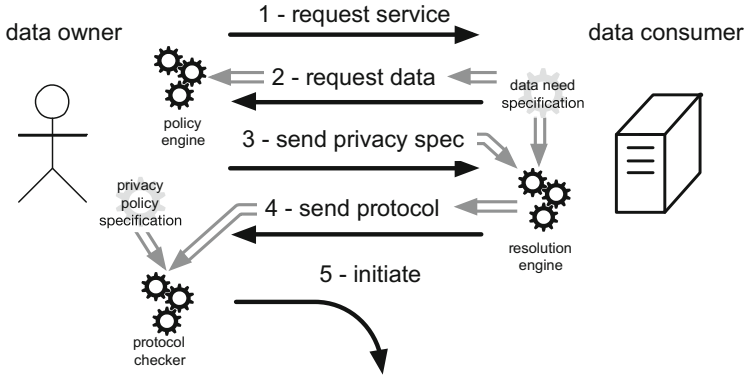 1 - request service
data owner
data consumer
2 - request data
data need
specification
policy
engine
3 - send privacy spec
privacy
policy
specification
4 - send protocol
resolution
engine
5 - initiate
protocol
checker